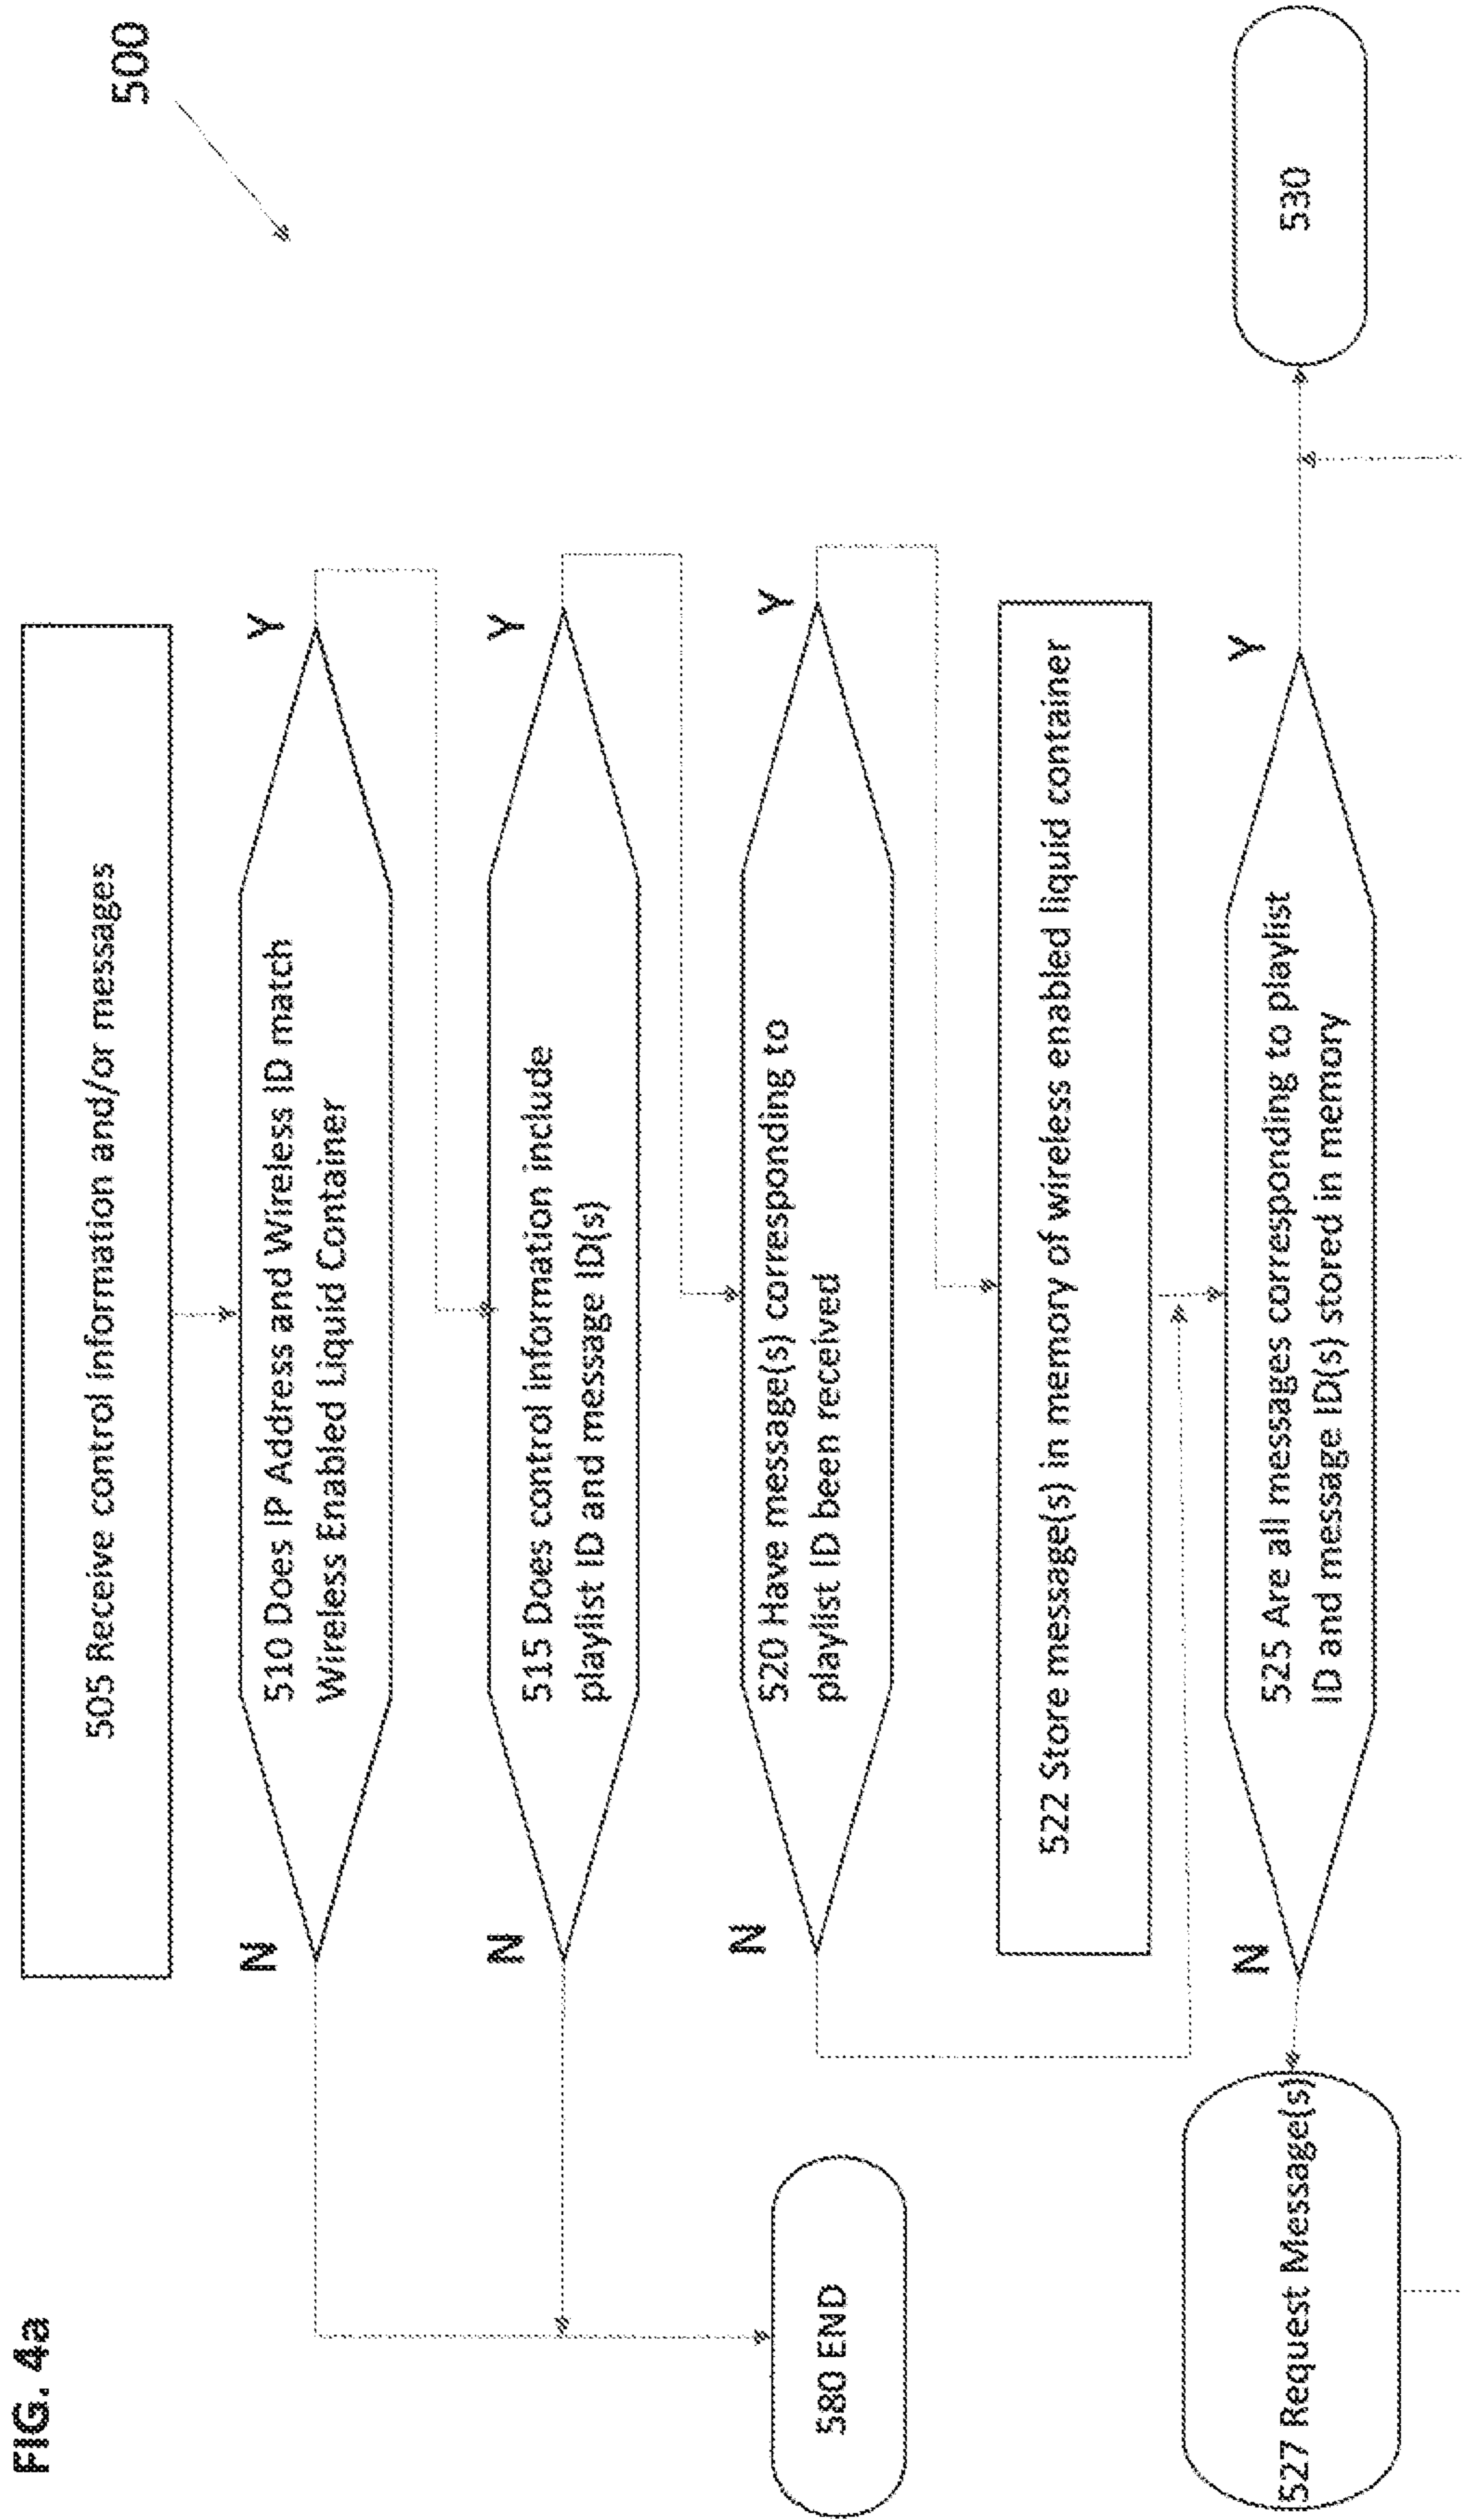 FIG. 4a
500
505 Receive control information and/or messages
N
510 Does IP Address and Wireless ID match
Wireless Enabled Liquid Container
Y
N
515 Does control information include
playlist ID and message ID(s)
Y
N
520 Have message(s) corresponding to
playlist ID been received
Y
580 END
522 Store message(s) in memory of wireless enabled liquid container
N
525 Are all messages corresponding to playlist
ID and message ID(s) stored in memory
Y
527 Request Message(s)
530